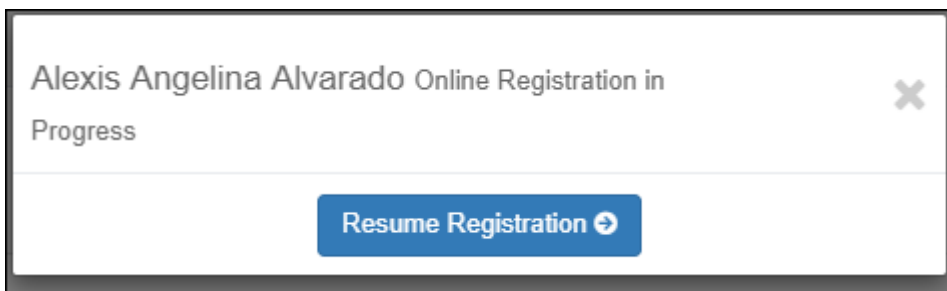 Alexis Angelina Alvarado Online Registration in
Progress
Resume Registration